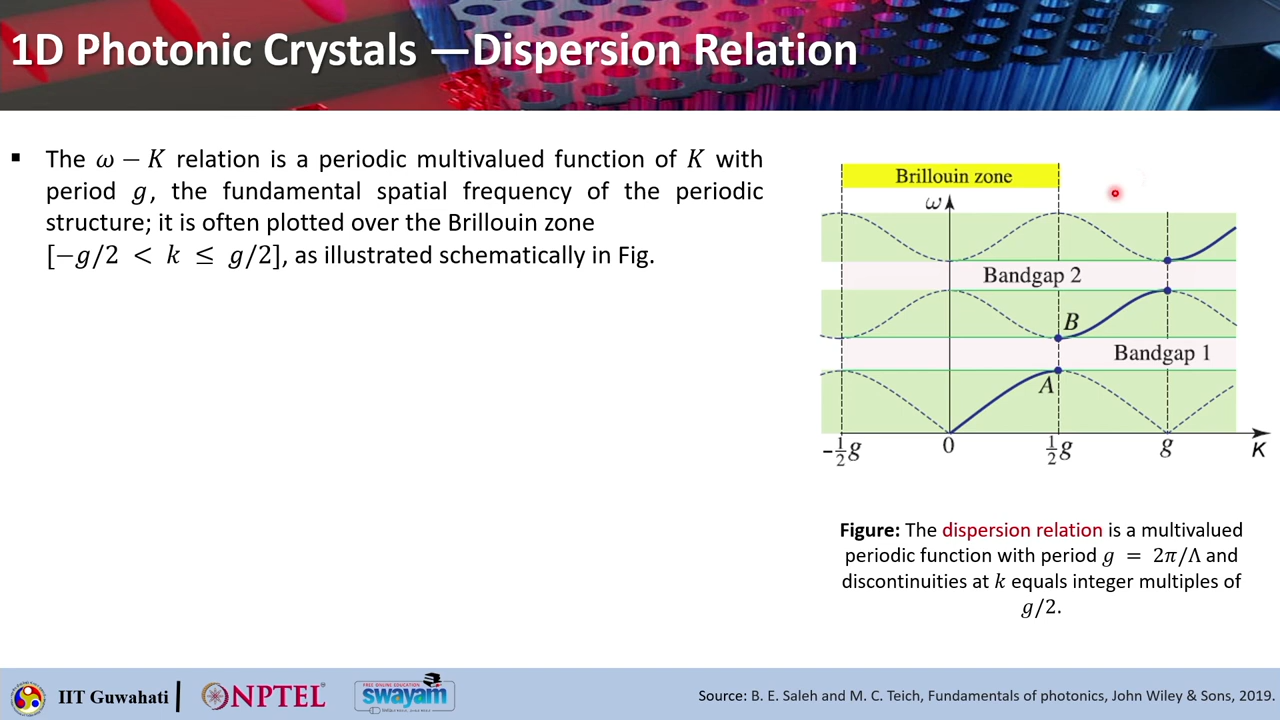 1D Photonic Crystals —Dispersion Relation
▪ The ω − K relation is a periodic multivalued function of K with
period g, the fundamental spatial frequency of the periodic
structure; it is often plotted over the Brillouin zone
[−g/2 < k ≤ g/2], as illustrated schematically in Fig.
Brillouin zone
ω
Bandgap 2
B
Bandgap 1
A
−½g 0 ½g g K
Figure: The dispersion relation is a multivalued
periodic function with period g = 2π/Λ and
discontinuities at k equals integer multiples of
g/2.
IIT Guwahati
NPTEL
FREE ONLINE EDUCATION
swayam
Source: B. E. Saleh and M. C. Teich, Fundamentals of photonics, John Wiley & Sons, 2019.